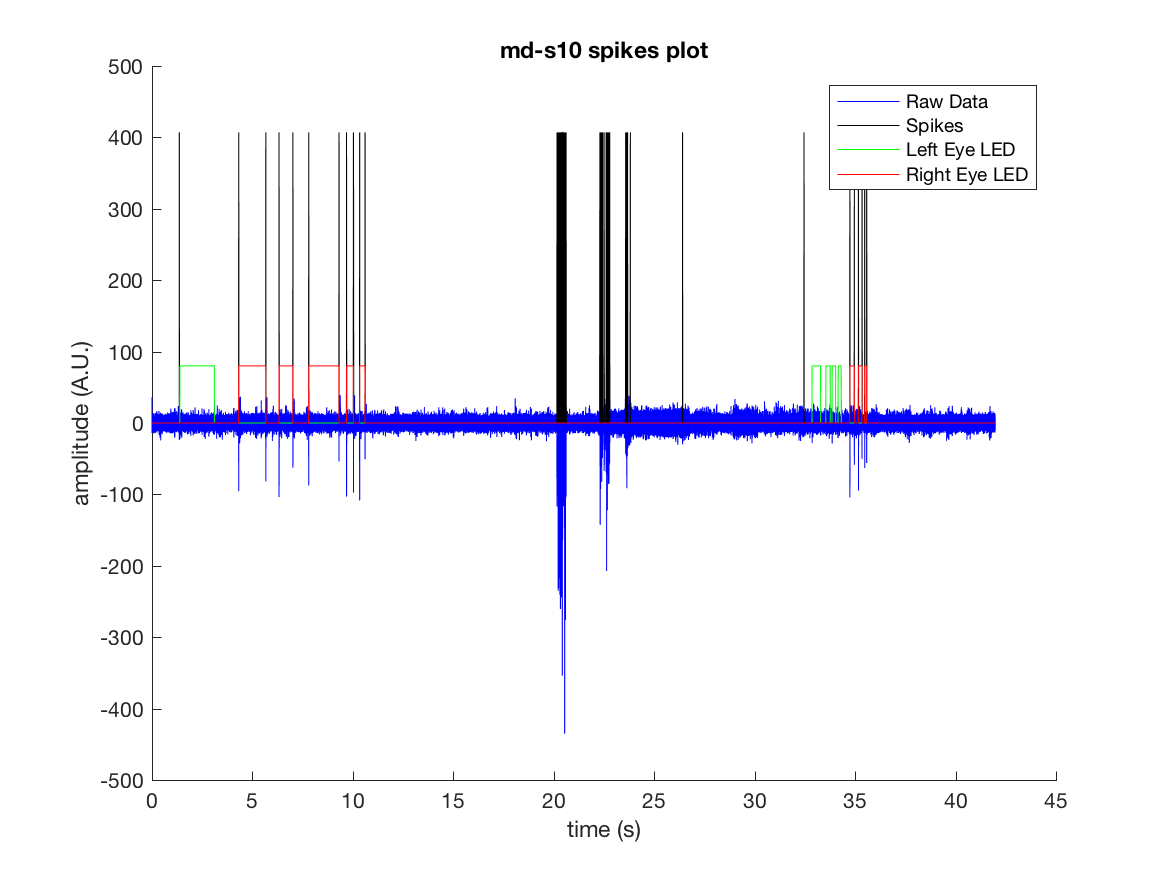 md-s10 spikes plot
500
400
300
200
100
0
-100
-200
-300
-400
-500
amplitude (A.U.)
Raw Data
Spikes
Left Eye LED
Right Eye LED
0 5 10 15 20 25 30 35 40 45
time (s)